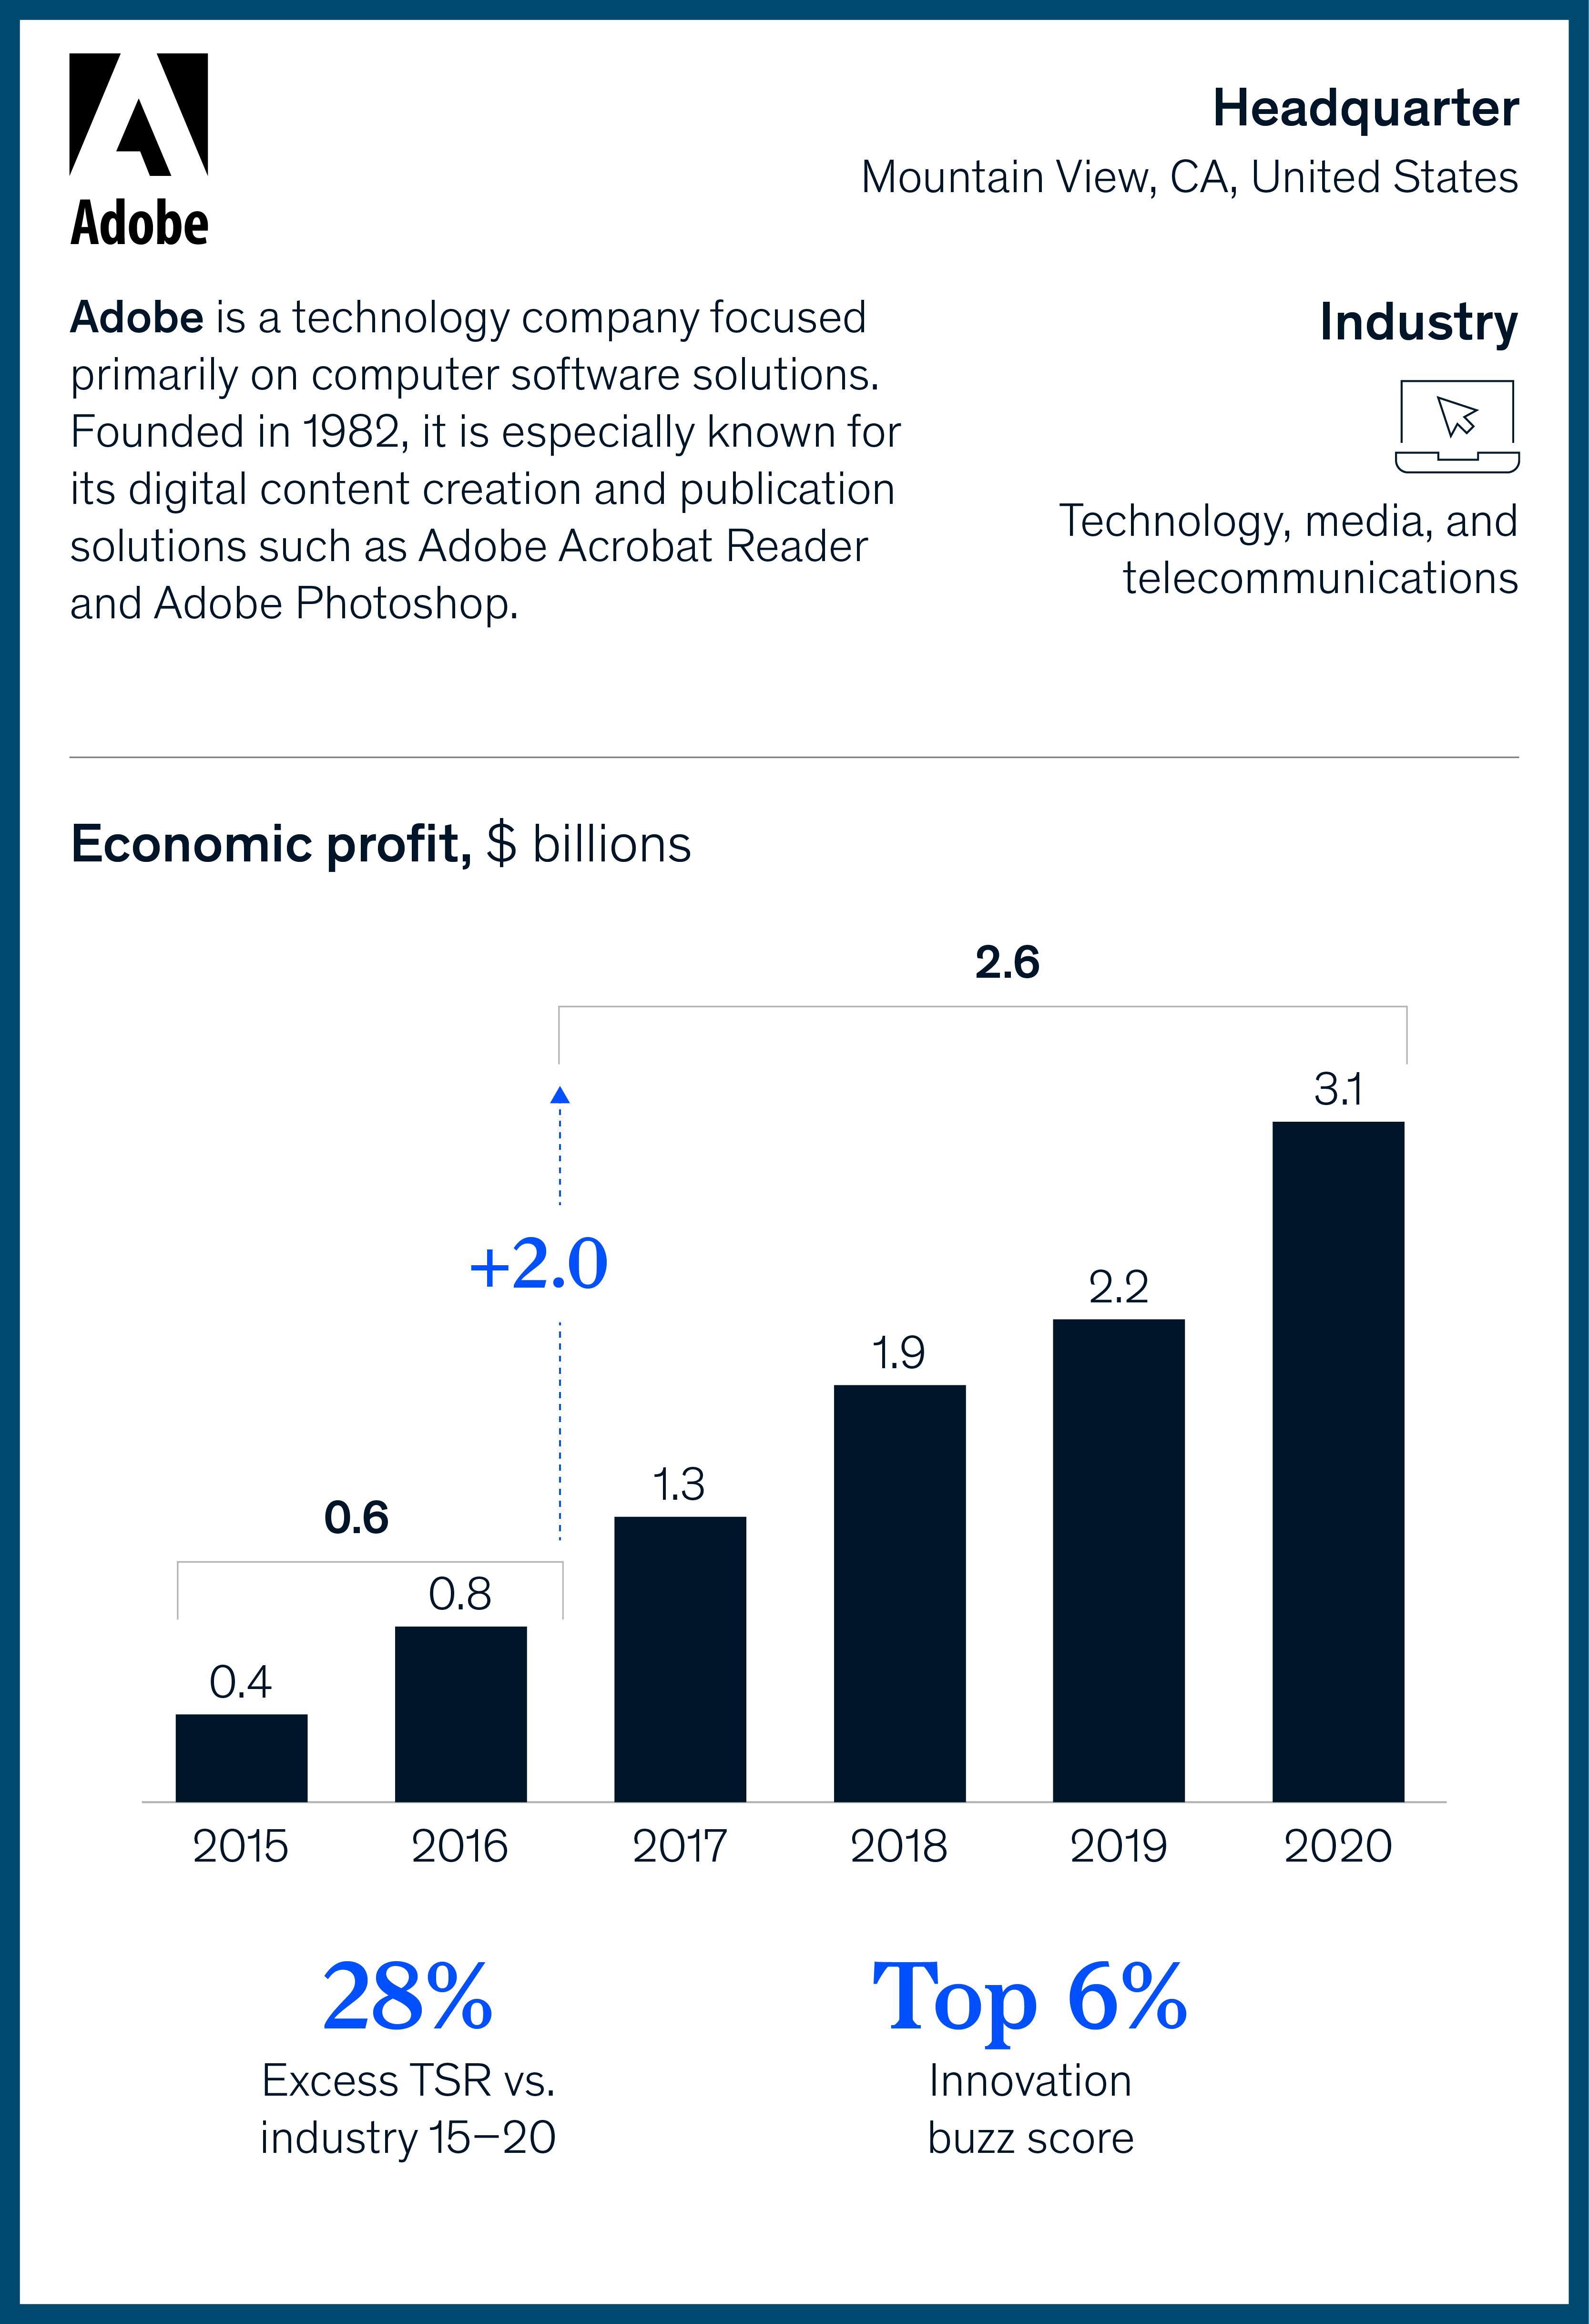 Adobe
Headquarter
Mountain View, CA, United States
Adobe is a technology company focused
primarily on computer software solutions.
Founded in 1982, it is especially known for
its digital content creation and publication
solutions such as Adobe Acrobat Reader
and Adobe Photoshop.
Industry
Technology, media, and
telecommunications
Economic profit, $ billions
2.6
3.1
+2.0
2.2
1.9
1.3
0.6
0.8
0.4
2015 2016 2017 2018 2019 2020
28%
Excess TSR vs.
industry 15–20
Top 6%
Innovation
buzz score